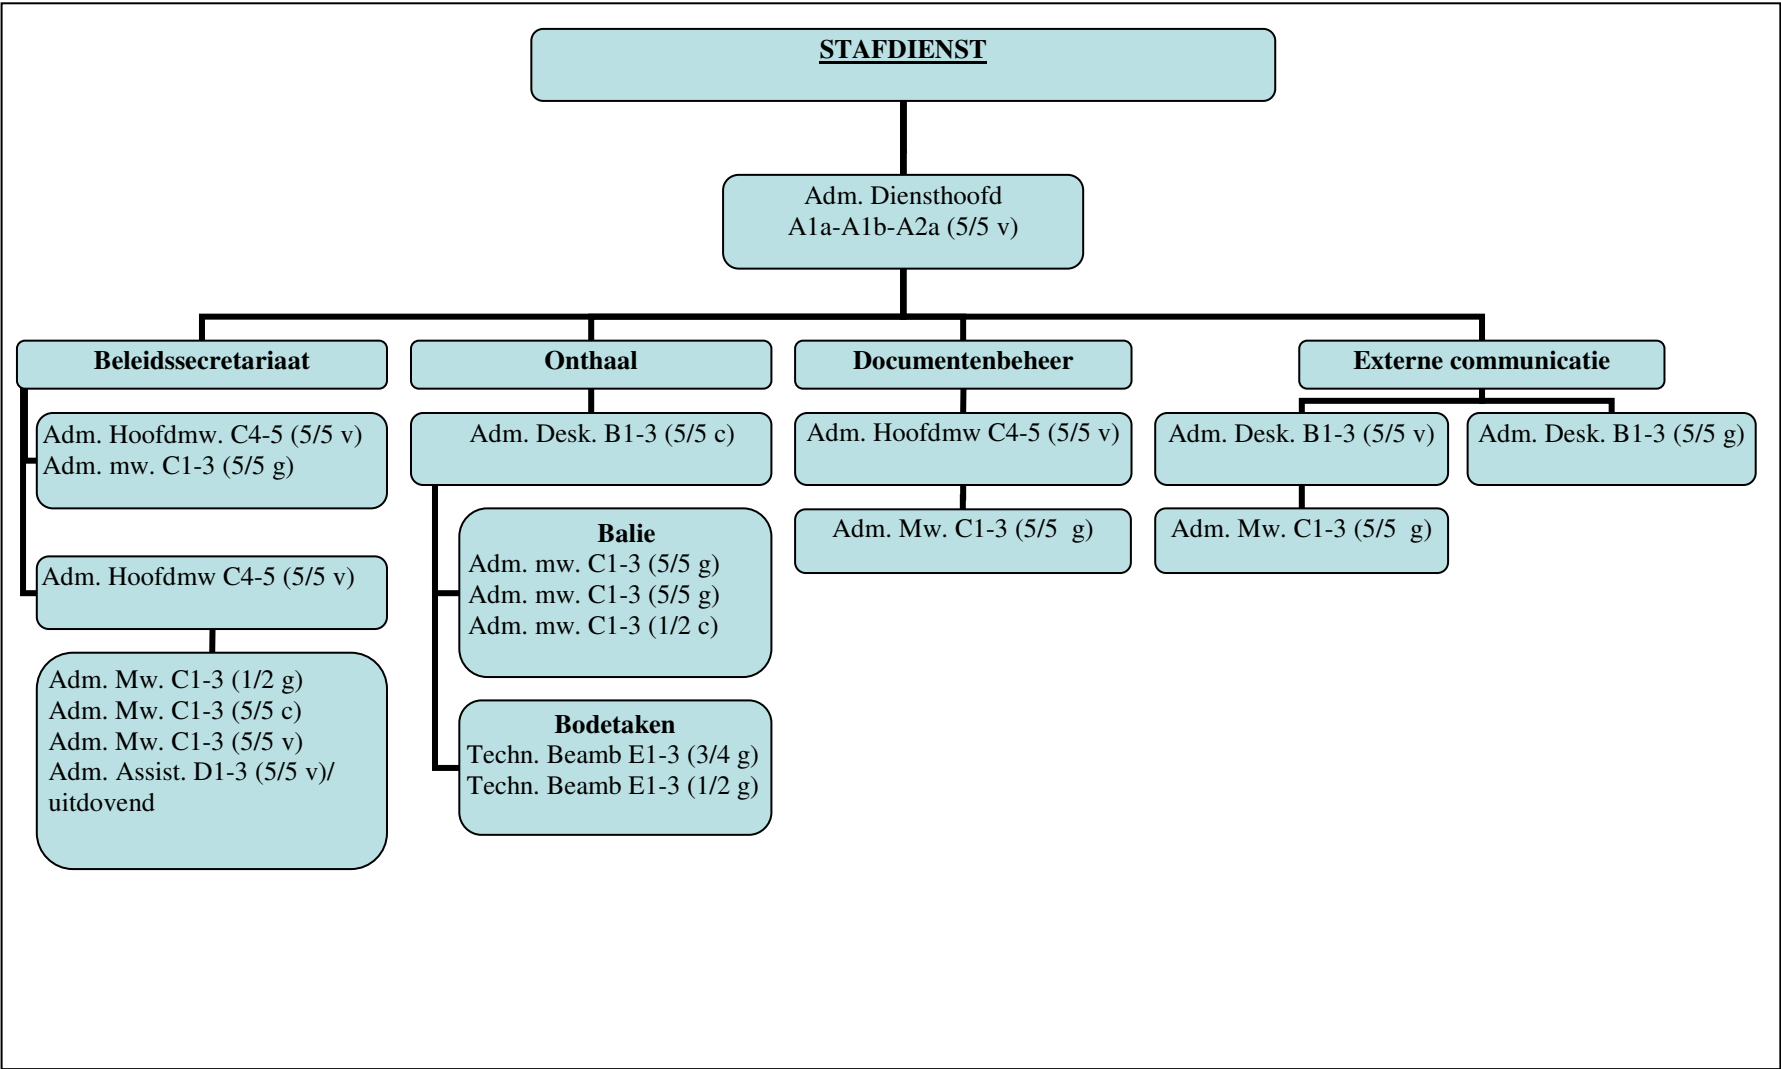 STAFDIENST
Adm. Diensthoofd
A1a-A1b-A2a (5/5 v)
Beleidssecretariaat
Adm. Hoofdmw. C4-5 (5/5 v)
Adm. mw. C1-3 (5/5 g)
Adm. Hoofdmw C4-5 (5/5 v)
Adm. Mw. C1-3 (1/2 g)
Adm. Mw. C1-3 (5/5 c)
Adm. Mw. C1-3 (5/5 v)
Adm. Assist. D1-3 (5/5 v)/
uitdovend
Onthaal
Adm. Desk. B1-3 (5/5 c)
Balie
Adm. mw. C1-3 (5/5 g)
Adm. mw. C1-3 (5/5 g)
Adm. mw. C1-3 (1/2 c)
Bodetaken
Techn. Beamb E1-3 (3/4 g)
Techn. Beamb E1-3 (1/2 g)
Documentenbeheer
Adm. Hoofdmw C4-5 (5/5 v)
Adm. Mw. C1-3 (5/5  g)
Externe communicatie
Adm. Desk. B1-3 (5/5 v)
Adm. Mw. C1-3 (5/5  g)
Adm. Desk. B1-3 (5/5 g)